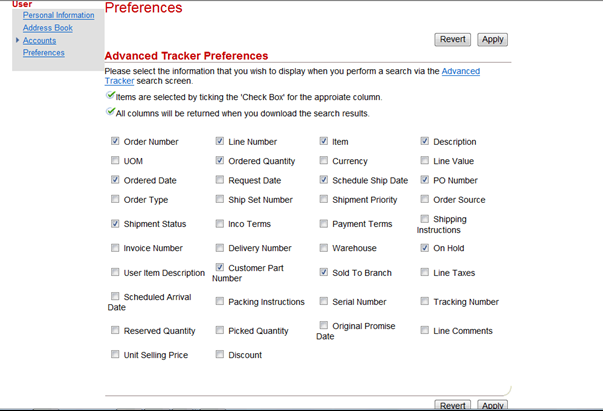 User
Personal Information
Address Book
Accounts
Preferences
Preferences
Revert Apply
Advanced Tracker Preferences
Please select the information that you wish to display when you perform a search via the Advanced
Tracker search screen.
Items are selected by ticking the 'Check Box' for the approiate column.
All columns will be returned when you download the search results.
Order Number Line Number Item Description
UOM Ordered Quantity Currency Line Value
Ordered Date Request Date Schedule Ship Date PO Number
Order Type Ship Set Number Shipment Priority Order Source
Shipment Status Inco Terms Payment Terms Shipping
Instructions
Invoice Number Delivery Number Warehouse On Hold
User Item Description Customer Part
Number Sold To Branch Line Taxes
Scheduled Arrival
Date Packing Instructions Serial Number Tracking Number
Reserved Quantity Picked Quantity Original Promise
Date Line Comments
Unit Selling Price Discount
Revert Apply